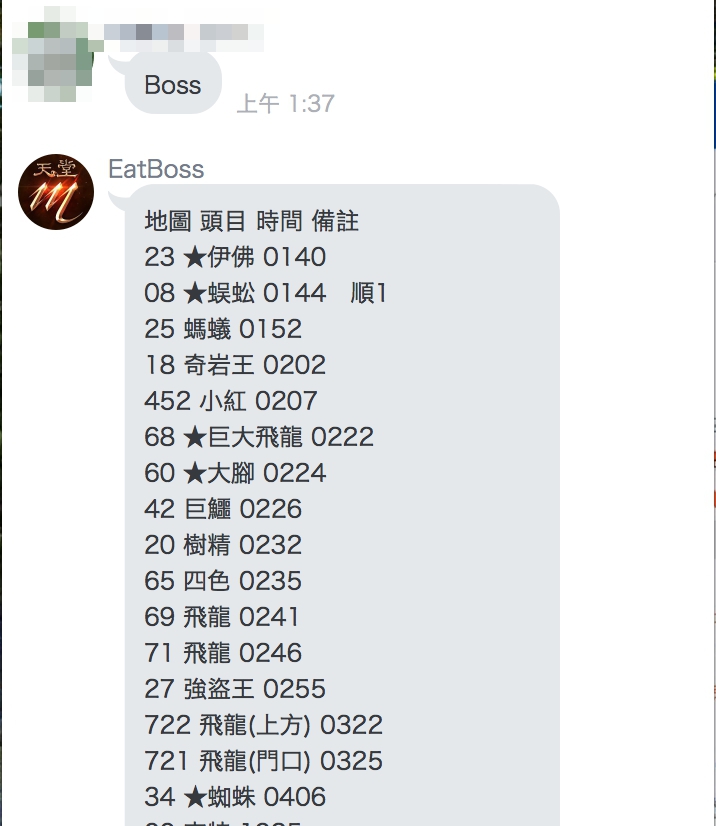 Boss
上午 1:37
天堂
M
EatBoss
地圖 頭目 時間 備註
23 ★伊佛 0140
08 ★蜈蚣 0144　順1
25 螞蟻 0152
18 奇岩王 0202
452 小紅 0207
68 ★巨大飛龍 0222
60 ★大腳 0224
42 巨鱷 0226
20 樹精 0232
65 四色 0235
69 飛龍 0241
71 飛龍 0246
27 強盜王 0255
722 飛龍(上方) 0322
721 飛龍(門口) 0325
34 ★蜘蛛 0406